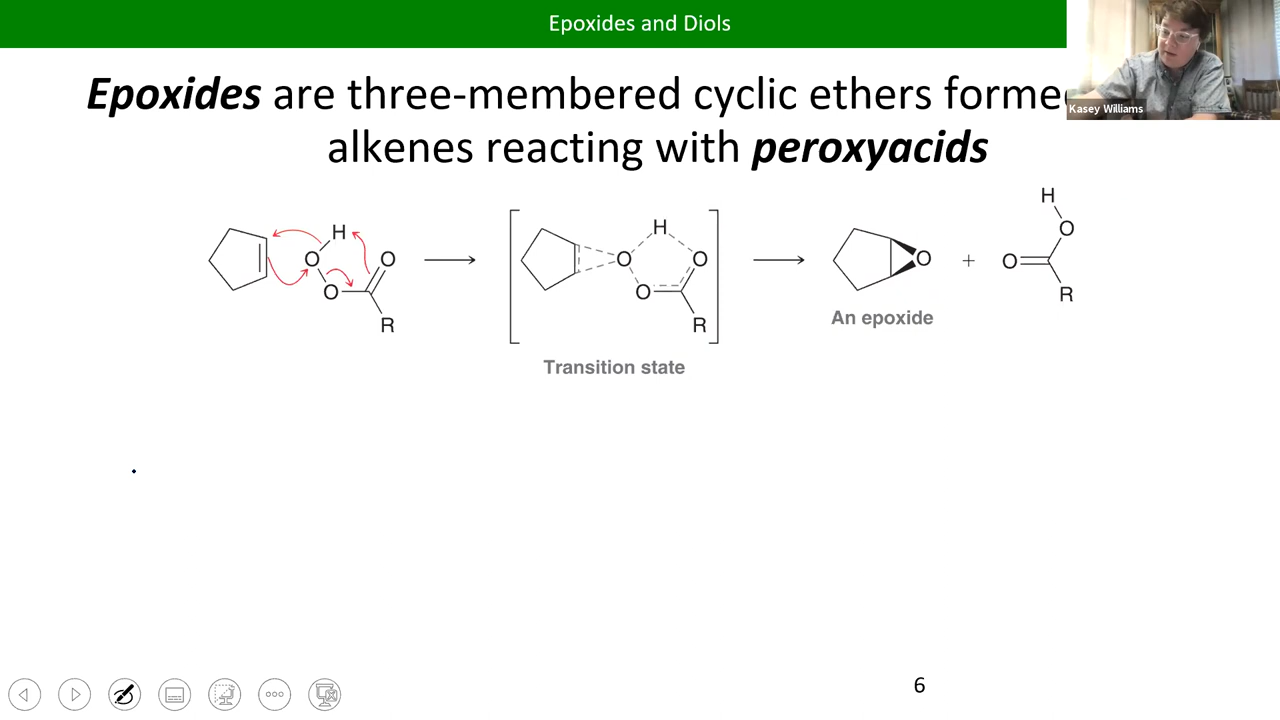 Epoxides and Diols
Kasey Williams
Epoxides are three-membered cyclic ethers forme
alkenes reacting with peroxyacids
H
O
O
O
R
H
O
O
O
R
Transition state
O
An epoxide
+
H
O
O
R
6